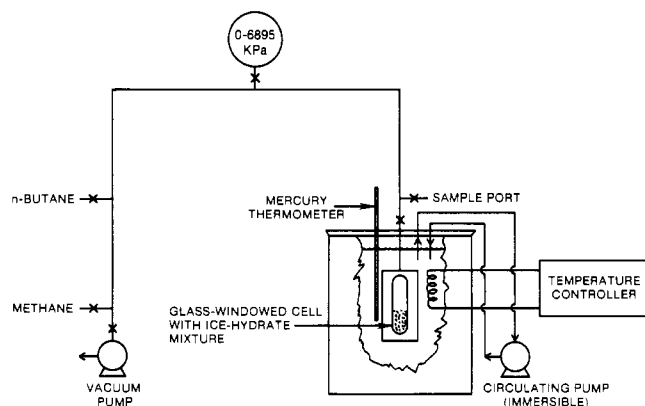 0-6895
KPa
n-BUTANE
MERCURY
THERMOMETER
SAMPLE PORT
METHANE
GLASS-WINDOWED CELL
WITH ICE-HYDRATE
MIXTURE
TEMPERATURE
CONTROLLER
VACUUM
PUMP
CIRCULATING PUMP
(IMMERSIBLE)